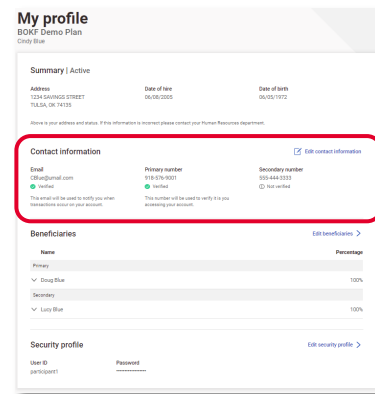 My profile
BOKF Demo Plan
Cindy Blue
Summary | Active
Address Date of hire Date of birth
1234 SAVINGS STREET 06/08/2005 06/05/1972
TULSA, OK 74135
Above is your address and status. If this information is incorrect please contact your Human Resources department.
Contact information Edit contact information
Email Primary number Secondary number
CBlue@umail.com 918-576-9001 555-444-3333
Verified Verified Not verified
This email will be used to notify you when This number will be used to verify it is you
transactions occur on your account. accessing your account.
Beneficiaries Edit beneficiaries >
Name Percentage
Primary
Doug Blue 100%
Secondary
Lucy Blue 100%
Security profile Edit security profile >
User ID Password
participant1 ••••••••••••••••